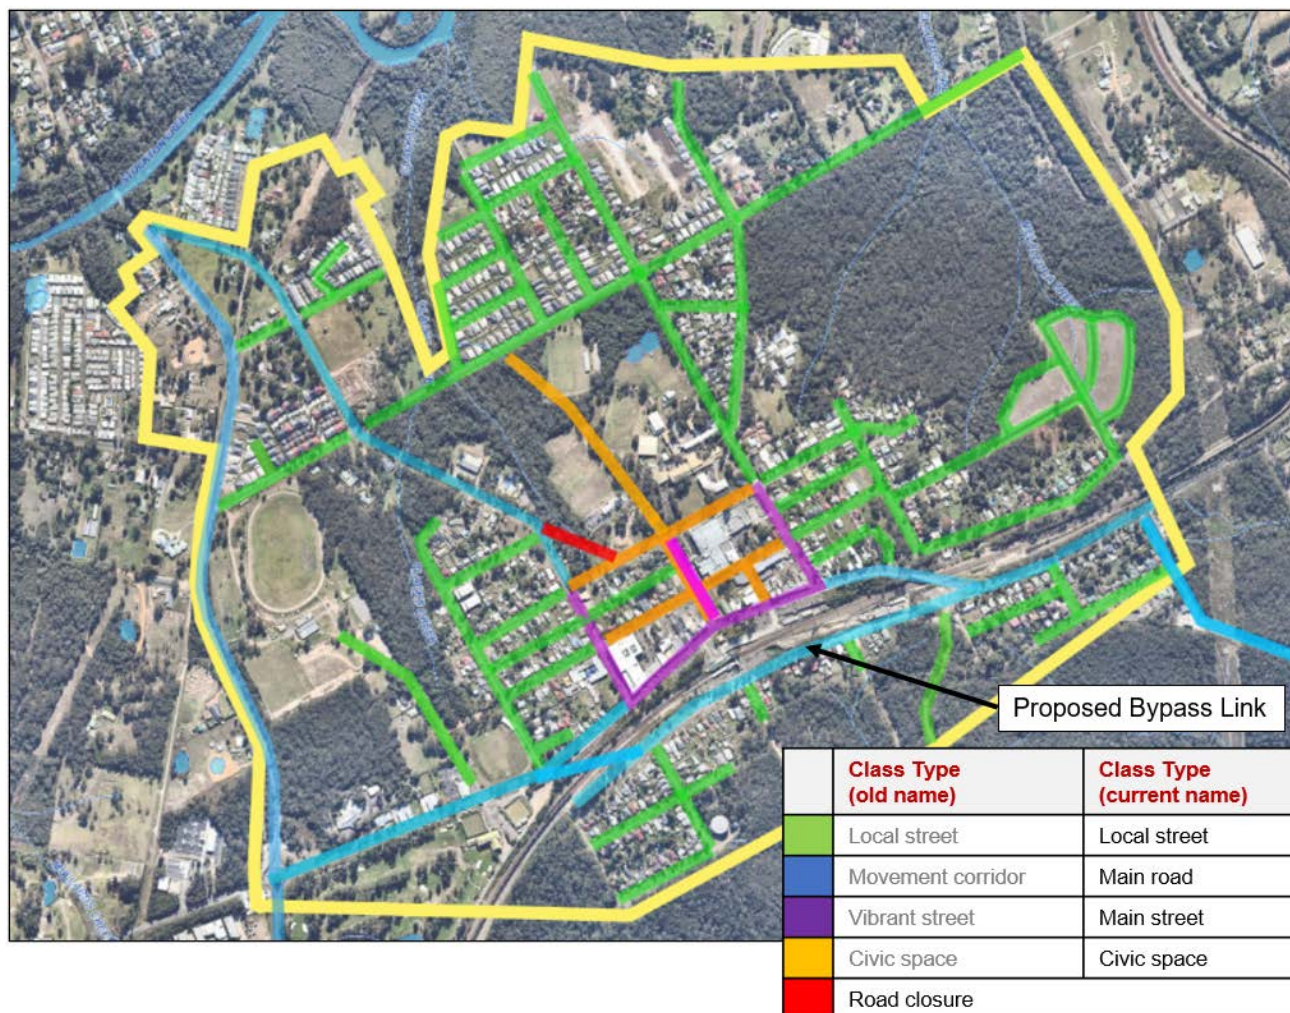 Proposed Bypass Link
Class Type
(old name)
Class Type
(current name)
Local street
Local street
Movement corridor
Main road
Vibrant street
Main street
Civic space
Civic space
Road closure